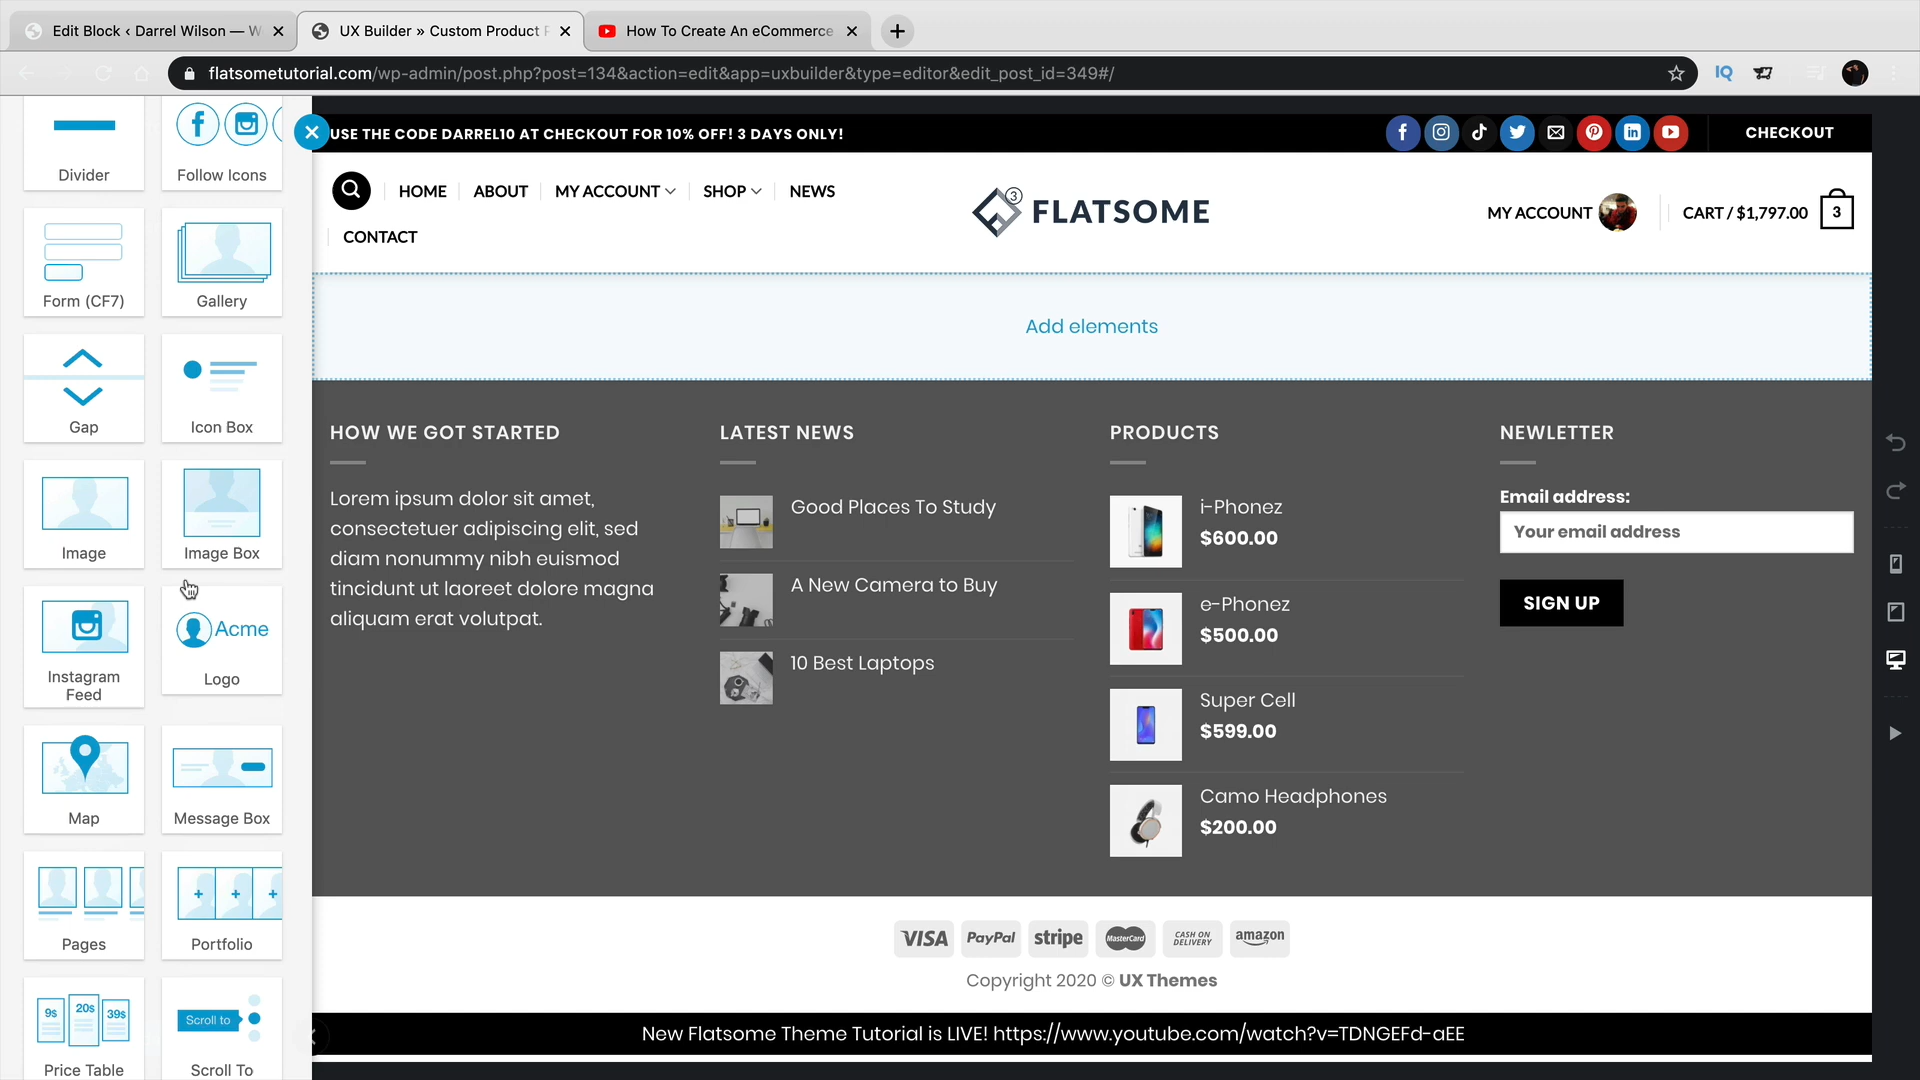 Edit Block ‹ Darrel Wilson — W
UX Builder » Custom Product P
How To Create An eCommerce
flatsometutorial.com/wp-admin/post.php?post=134&action=edit&app=uxbuilder&type=editor&edit_post_id=349#/
IQ
Divider
Follow Icons
Form (CF7)
Gallery
Gap
Icon Box
Image
Image Box
Instagram
Feed
Acme
Logo
Map
Message Box
Pages
Portfolio
9$ 20$ 39$
Price Table
Scroll to
Scroll To
USE THE CODE DARREL10 AT CHECKOUT FOR 10% OFF! 3 DAYS ONLY!
CHECKOUT
HOME
ABOUT
MY ACCOUNT
SHOP
NEWS
CONTACT
3
FLATSOME
MY ACCOUNT
CART / $1,797.00
3
Add elements
HOW WE GOT STARTED
Lorem ipsum dolor sit amet,
consectetuer adipiscing elit, sed
diam nonummy nibh euismod
tincidunt ut laoreet dolore magna
aliquam erat volutpat.
LATEST NEWS
Good Places To Study
A New Camera to Buy
10 Best Laptops
PRODUCTS
i-Phonez
$600.00
e-Phonez
$500.00
Super Cell
$599.00
Camo Headphones
$200.00
NEWLETTER
Email address:
Your email address
SIGN UP
VISA
PayPal
stripe
MasterCard
CASH ON
DELIVERY
amazon
Copyright 2020 © UX Themes
New Flatsome Theme Tutorial is LIVE! https://www.youtube.com/watch?v=TDNGEFd-aEE